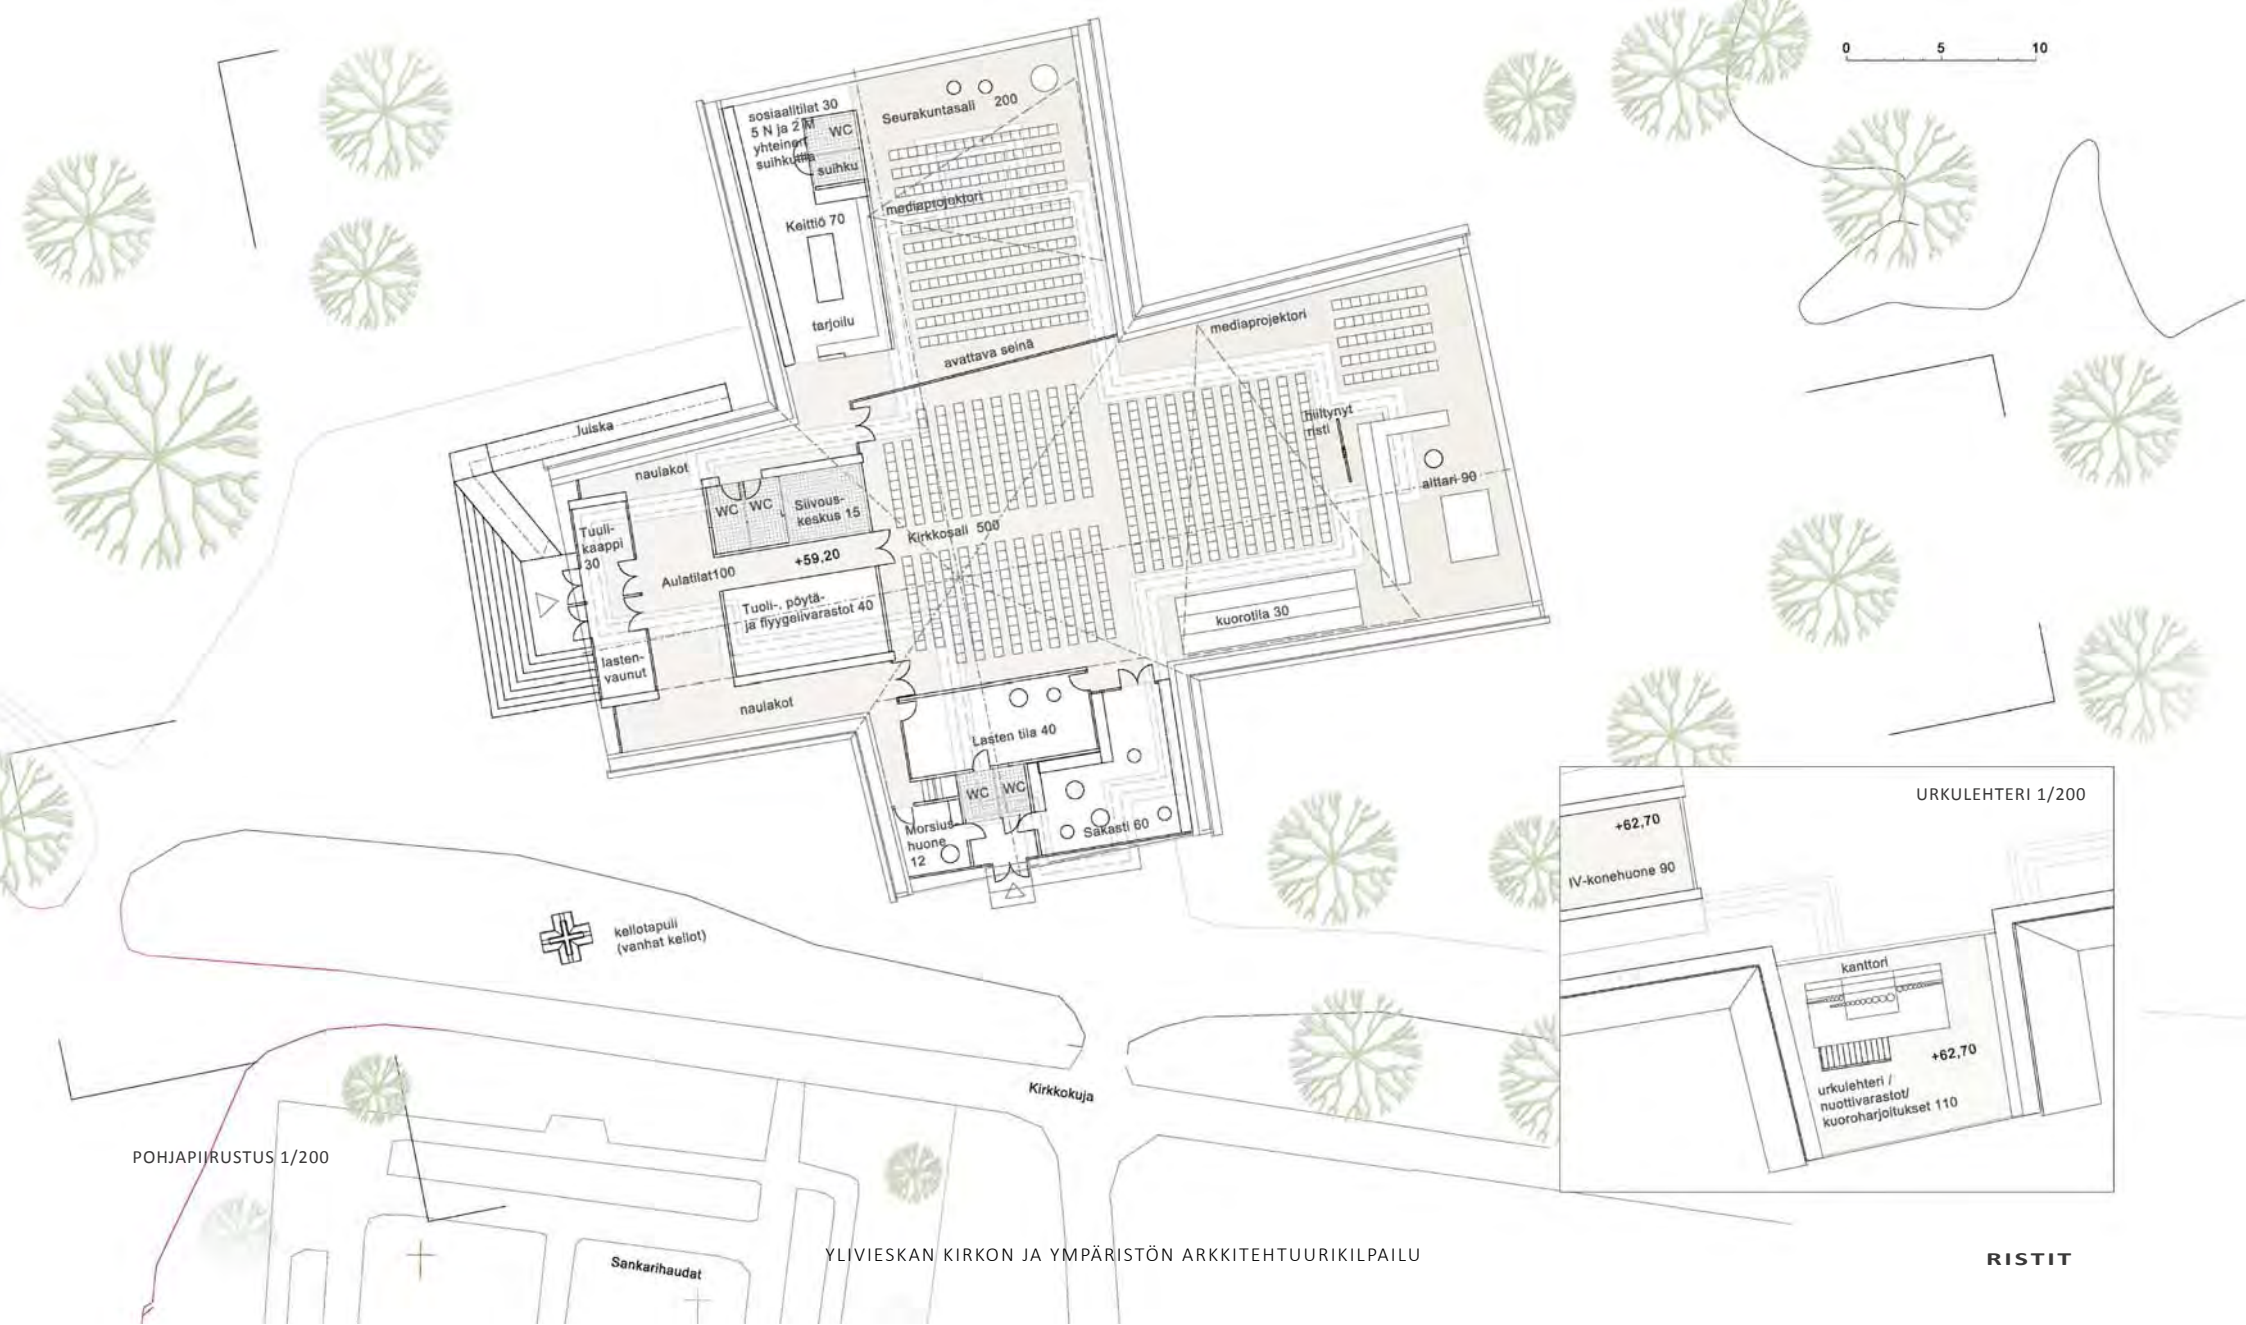 0 5 10
sosiaalitilat 30
5 N ja 2 M
yhteinen
suihkutila
WC
suihku
Seurakuntasali 200
mediaprojektori
Keittiö 70
tarjoilu
avattava seinä
mediaprojektori
luiska
naulakot
hiiltynyt
risti
alttari 90
WC
WC
Siivous-
keskus 15
Tuuli-
kaappi
30
Kirkkosali 500
+59,20
Aulatilat100
Tuoli-, pöytä-
ja flyygelivarastot 40
kuorotila 30
lasten-
vaunut
naulakot
Lasten tila 40
WC
WC
Morsius-
huone
12
Sakasti 60
kellotapuli
(vanhat kellot)
Kirkkokuja
URKULEHTERI 1/200
+62,70
IV-konehuone 90
kanttori
+62,70
urkulehteri /
nuottivarastot/
kuoroharjoitukset 110
POHJAPIIRUSTUS 1/200
Sankarihaudat
YLIVIESKAN KIRKON JA YMPÄRISTÖN ARKKITEHTUURIKILPAILU
RISTIT